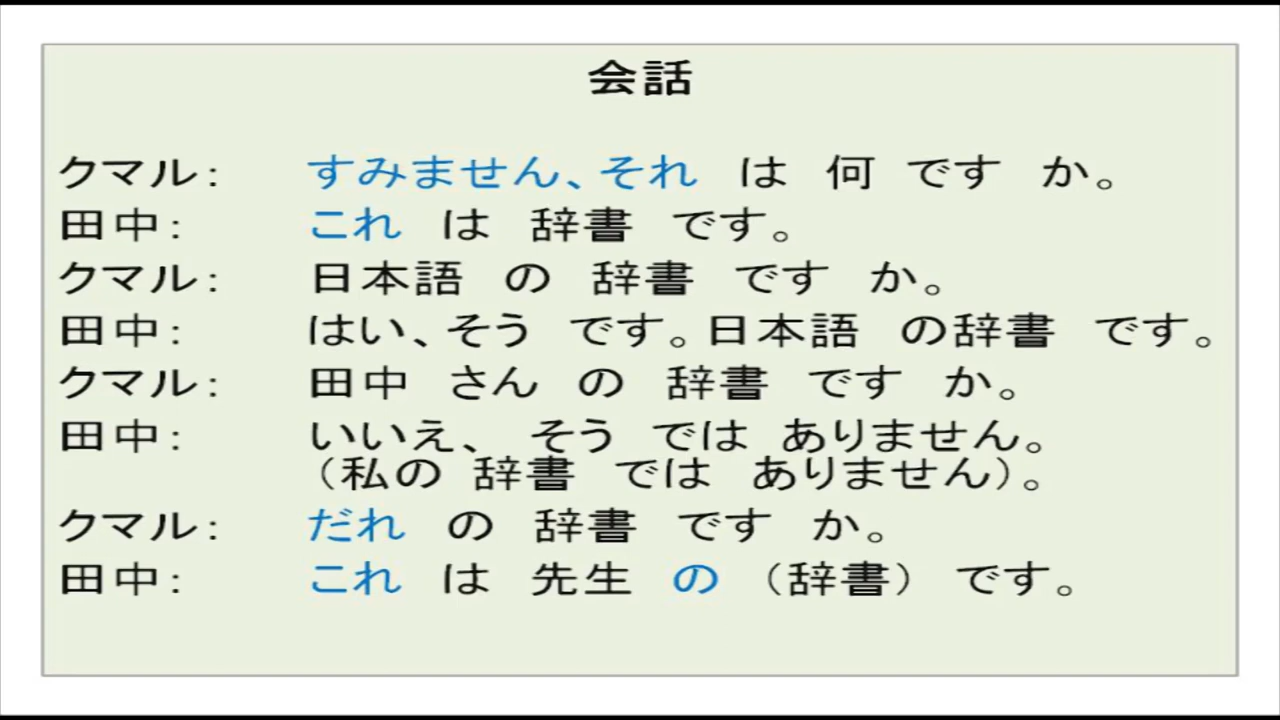 会話
クマル： すみません、それ は 何 です か。
田中： これ は 辞書 です。
クマル： 日本語 の 辞書 です か。
田中： はい、そう です。日本語 の辞書 です。
クマル： 田中 さん の 辞書 です か。
田中： いいえ、 そう では ありません。
（私の 辞書 では ありません）。
クマル： だれ の 辞書 です か。
田中： これ は 先生 の （辞書） です。